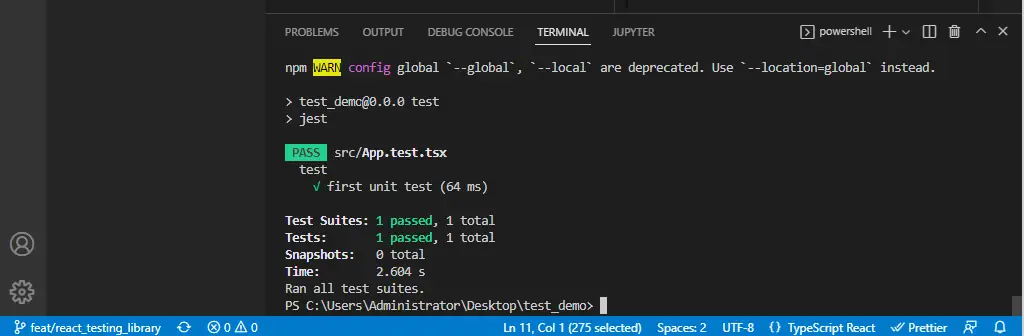 PROBLEMS OUTPUT DEBUG CONSOLE TERMINAL JUPYTER powershell
npm WARN config global `--global`, `--local` are deprecated. Use `--location=global` instead.
> test_demo@0.0.0 test
> jest
PASS src/App.test.tsx
test
√ first unit test (64 ms)
Test Suites: 1 passed, 1 total
Tests: 1 passed, 1 total
Snapshots: 0 total
Time: 2.604 s
Ran all test suites.
PS C:\Users\Administrator\Desktop\test_demo>
feat/react_testing_library 0 0 Ln 11, Col 1 (275 selected) Spaces: 2 UTF-8 {} TypeScript React Prettier